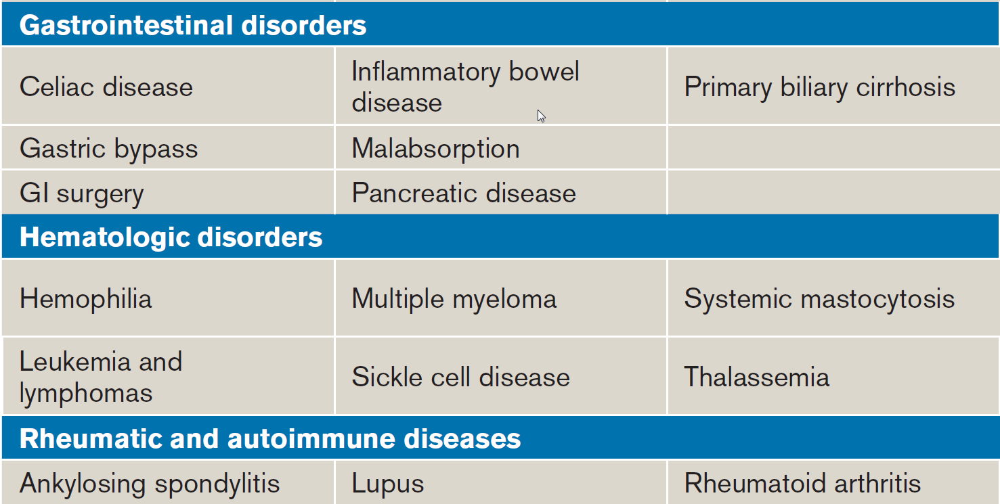 Gastrointestinal disorders
Celiac disease
Inflammatory bowel
disease
Primary biliary cirrhosis
Gastric bypass
Malabsorption
GI surgery
Pancreatic disease
Hematologic disorders
Hemophilia
Multiple myeloma
Systemic mastocytosis
Leukemia and
lymphomas
Sickle cell disease
Thalassemia
Rheumatic and autoimmune diseases
Ankylosing spondylitis
Lupus
Rheumatoid arthritis